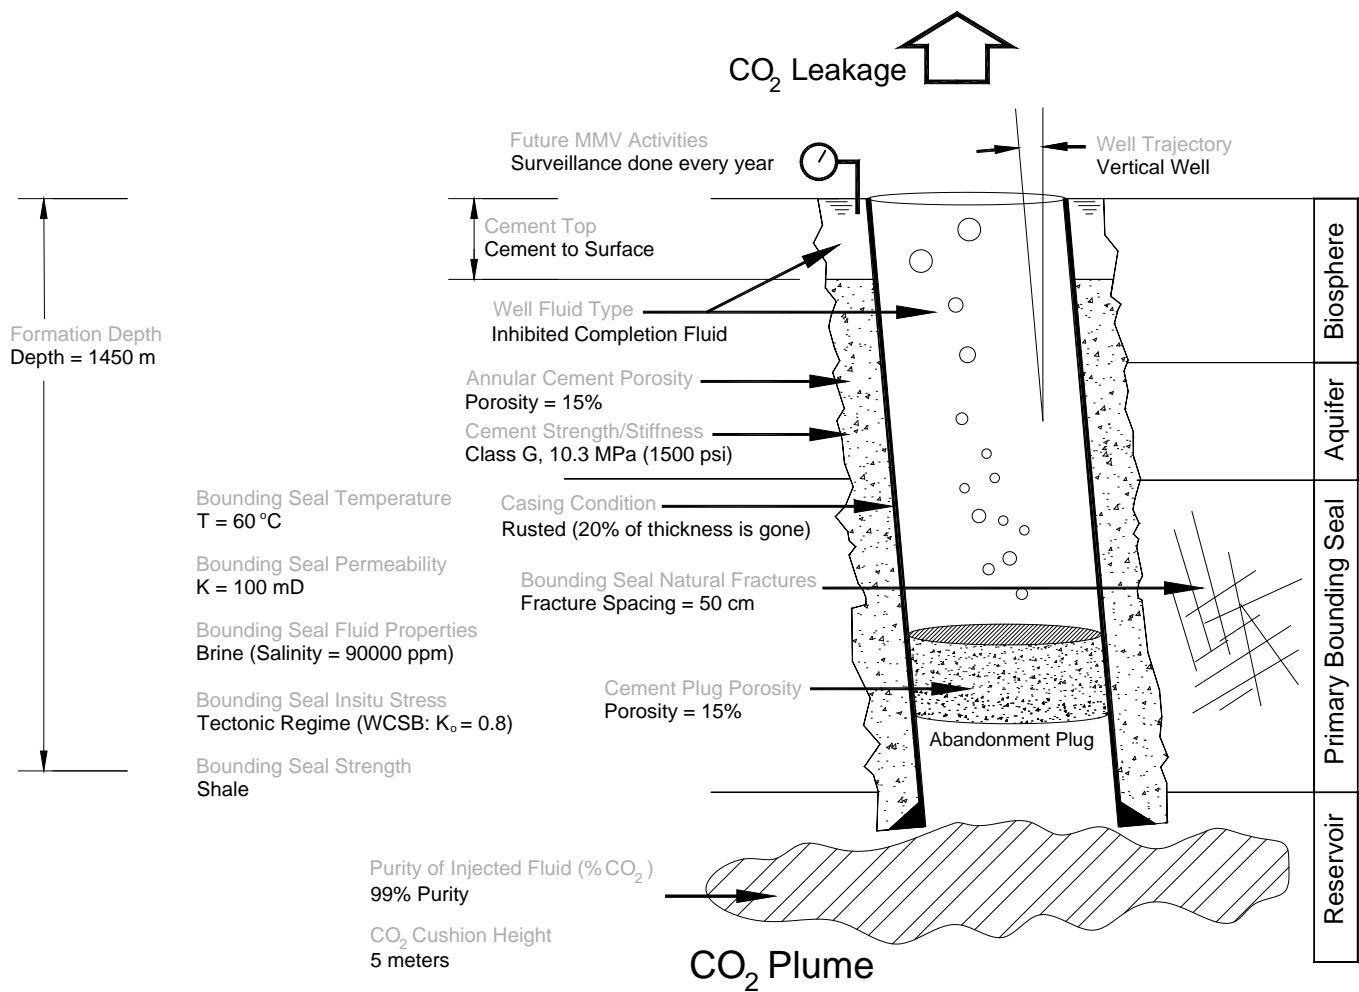 CO2 Leakage
Future MMV Activities
Surveillance done every year
Well Trajectory
Vertical Well
Cement Top
Cement to Surface
Well Fluid Type
Inhibited Completion Fluid
Formation Depth
Depth = 1450 m
Annular Cement Porosity
Porosity = 15%
Cement Strength/Stiffness
Class G, 10.3 MPa (1500 psi)
Bounding Seal Temperature
T = 60 °C
Casing Condition
Rusted (20% of thickness is gone)
Bounding Seal Permeability
K = 100 mD
Bounding Seal Natural Fractures
Fracture Spacing = 50 cm
Bounding Seal Fluid Properties
Brine (Salinity = 90000 ppm)
Cement Plug Porosity
Porosity = 15%
Bounding Seal Insitu Stress
Tectonic Regime (WCSB: Ko = 0.8)
Abandonment Plug
Bounding Seal Strength
Shale
Purity of Injected Fluid (%CO2)
99% Purity
CO2 Cushion Height
5 meters
CO2 Plume
Biosphere
Aquifer
Primary Bounding Seal
Reservoir